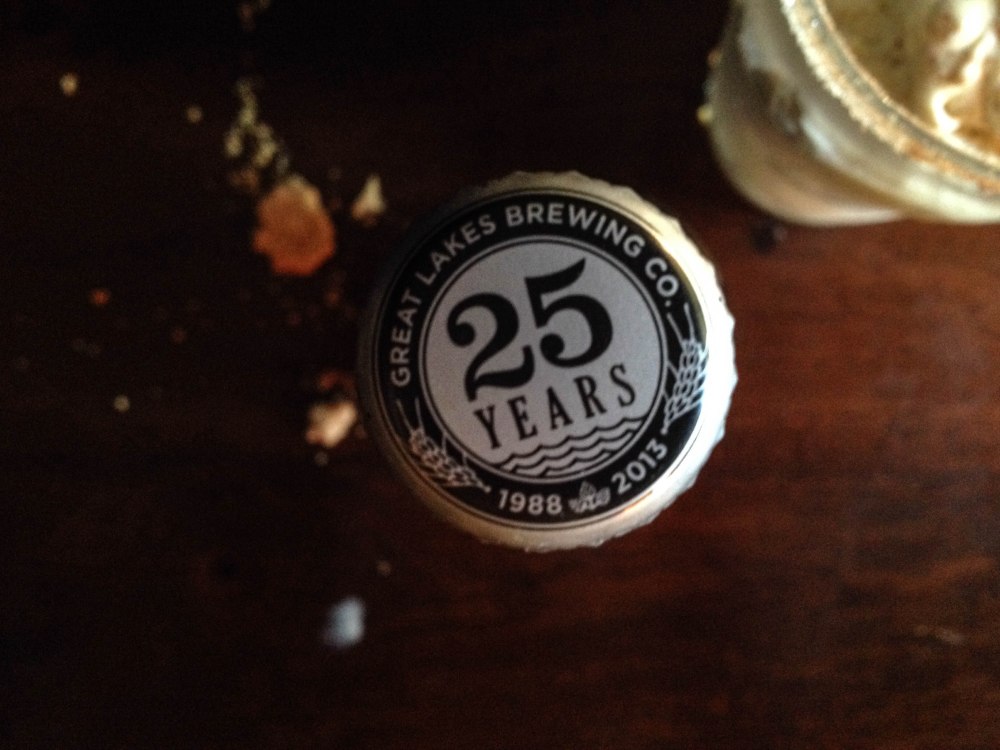 GREAT LAKES BREWING CO.
25
YEARS
1988 2013